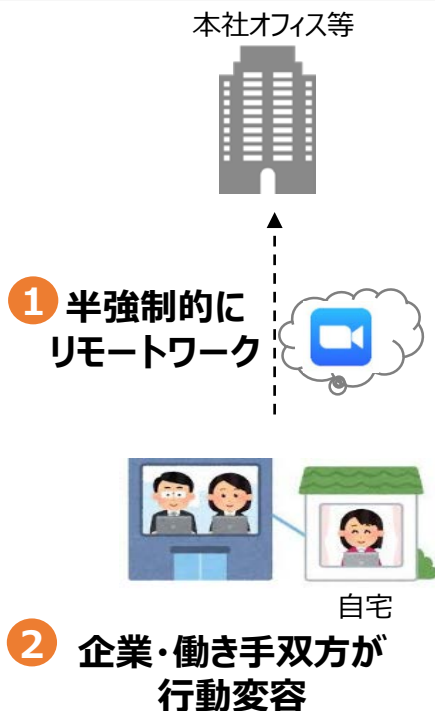 本社オフィス等
1 半強制的に
リモートワーク
自宅
2 企業・働き手双方が
行動変容